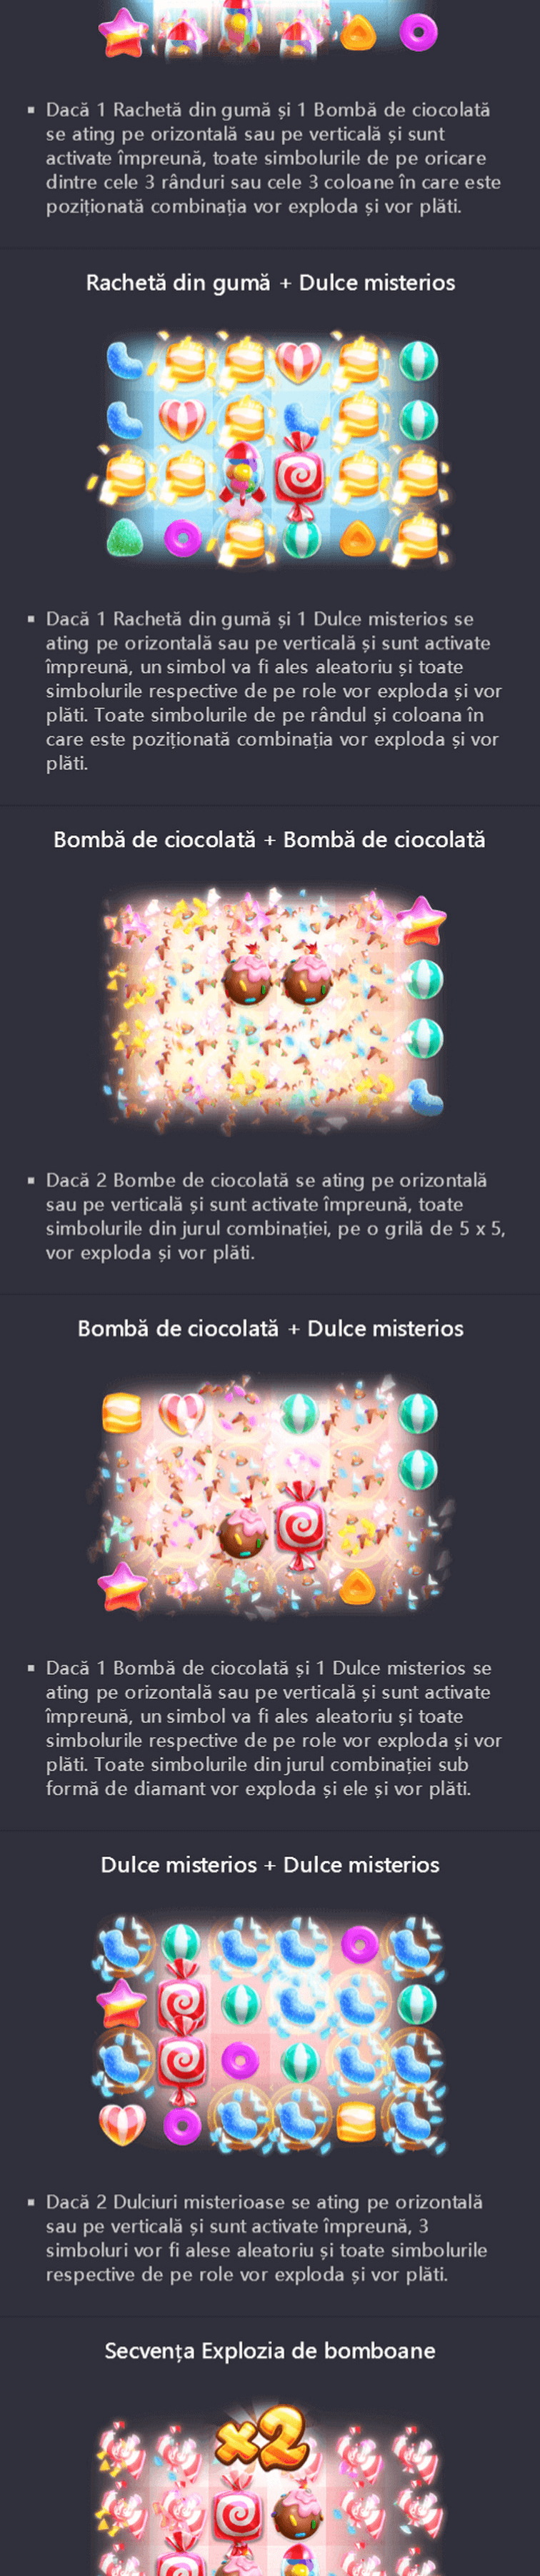 ▪ Dacă 1 Rachetă din gumă și 1 Bombă de ciocolată
se ating pe orizontală sau pe verticală și sunt
activate împreună, toate simbolurile de pe oricare
dintre cele 3 rânduri sau cele 3 coloane în care este
poziționată combinația vor exploda și vor plăti.
Rachetă din gumă + Dulce misterios
▪ Dacă 1 Rachetă din gumă și 1 Dulce misterios se
ating pe orizontală sau pe verticală și sunt activate
împreună, un simbol va fi ales aleatoriu și toate
simbolurile respective de pe role vor exploda și vor
plăti. Toate simbolurile de pe rândul și coloana în
care este poziționată combinația vor exploda și vor
plăti.
Bombă de ciocolată + Bombă de ciocolată
▪ Dacă 2 Bombe de ciocolată se ating pe orizontală
sau pe verticală și sunt activate împreună, toate
simbolurile din jurul combinației, pe o grilă de 5 x 5,
vor exploda și vor plăti.
Bombă de ciocolată + Dulce misterios
▪ Dacă 1 Bombă de ciocolată și 1 Dulce misterios se
ating pe orizontală sau pe verticală și sunt activate
împreună, un simbol va fi ales aleatoriu și toate
simbolurile respective de pe role vor exploda și vor
plăti. Toate simbolurile din jurul combinației sub
formă de diamant vor exploda și ele și vor plăti.
Dulce misterios + Dulce misterios
▪ Dacă 2 Dulciuri misterioase se ating pe orizontală
sau pe verticală și sunt activate împreună, 3
simboluri vor fi alese aleatoriu și toate simbolurile
respective de pe role vor exploda și vor plăti.
Secvența Explozia de bomboane
x2